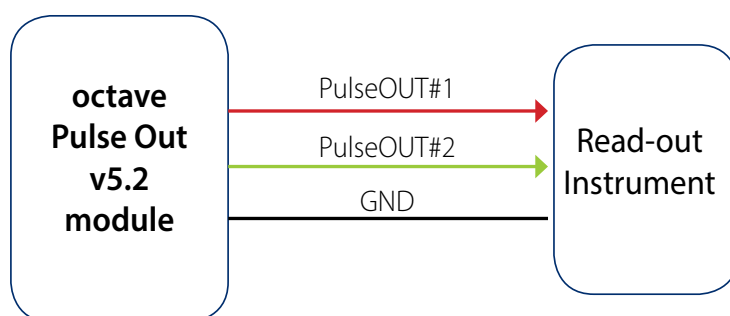 octave
Pulse Out
v5.2
module
PulseOUT#1
PulseOUT#2
GND
Read-out
Instrument